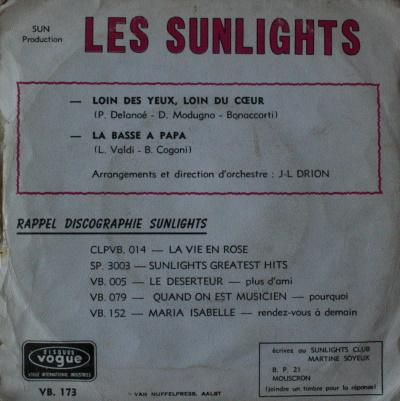 SUN
Production
LES SUNLIGHTS
— LOIN DES YEUX, LOIN DU CŒUR
(P. Delanoé - D. Modugno - Bonaccorti)
— LA BASSE A PAPA
(L. Valdi - B. Cogoni)
Arrangements et direction d'orchestre : J-L DRION
RAPPEL DISCOGRAPHIE SUNLIGHTS
CLPVB. 014 — LA VIE EN ROSE
SP. 3003 — SUNLIGHTS GREATEST HITS
VB. 005 — LE DESERTEUR — plus d'ami
VB. 079 — QUAND ON EST MUSICIEN — pourquoi
VB. 152 — MARIA ISABELLE — rendez-vous à demain
DISQUES
vogue
VOGUE INTERNATIONAL INDUSTRIES
VB. 173
VAN NUFFELPRESS, AALST
écrivez au SUNLIGHTS CLUB
MARTINE SOYEUX
B. P. 21
MOUSCRON
(joindre un timbre pour la réponse)